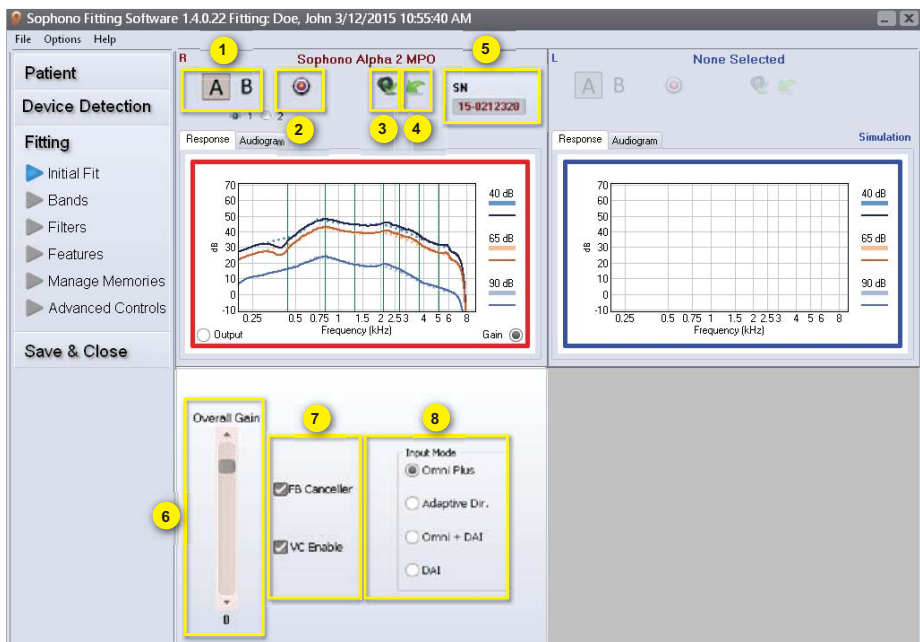 Sophono Fitting Software 1.4.0.22 Fitting: Doe, John 3/12/2015 10:55:40 AM
File Options Help
Patient
Device Detection
Fitting
Initial Fit
Bands
Filters
Features
Manage Memories
Advanced Controls
Save & Close
R Sophono Alpha 2 MPO
1
5
A B
SN
15-0212320
1 2
2
3
4
Response Audiogram
70
60
50
40
30
20
10
0
-10
dB
0.25 0.5 0.75 1 1.5 2 2.5 3 4 5 6 8
Frequency (kHz)
Output
Gain
40 dB
65 dB
90 dB
L None Selected
A B
Response Audiogram
Simulation
70
60
50
40
30
20
10
0
-10
dB
0.25 0.5 0.75 1 1.5 2 2.5 3 4 5 6 8
Frequency (kHz)
40 dB
65 dB
90 dB
Overall Gain
0
6
7
FB Canceller
VC Enable
8
Input Mode
Omni Plus
Adaptive Dir.
Omni + DAI
DAI